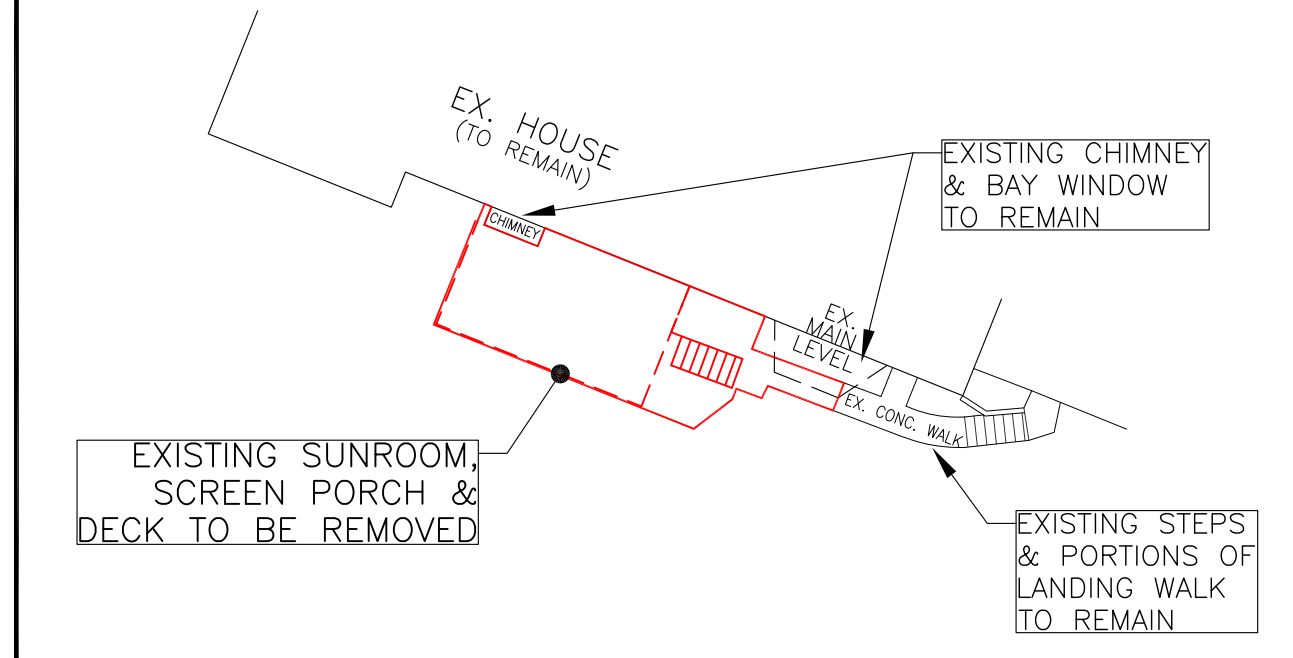 EX. HOUSE
(TO REMAIN)
EXISTING CHIMNEY
& BAY WINDOW
TO REMAIN
CHIMNEY
EX.
MAIN
LEVEL
EX. CONC. WALK
EXISTING SUNROOM,
SCREEN PORCH &
DECK TO BE REMOVED
EXISTING STEPS
& PORTIONS OF
LANDING WALK
TO REMAIN